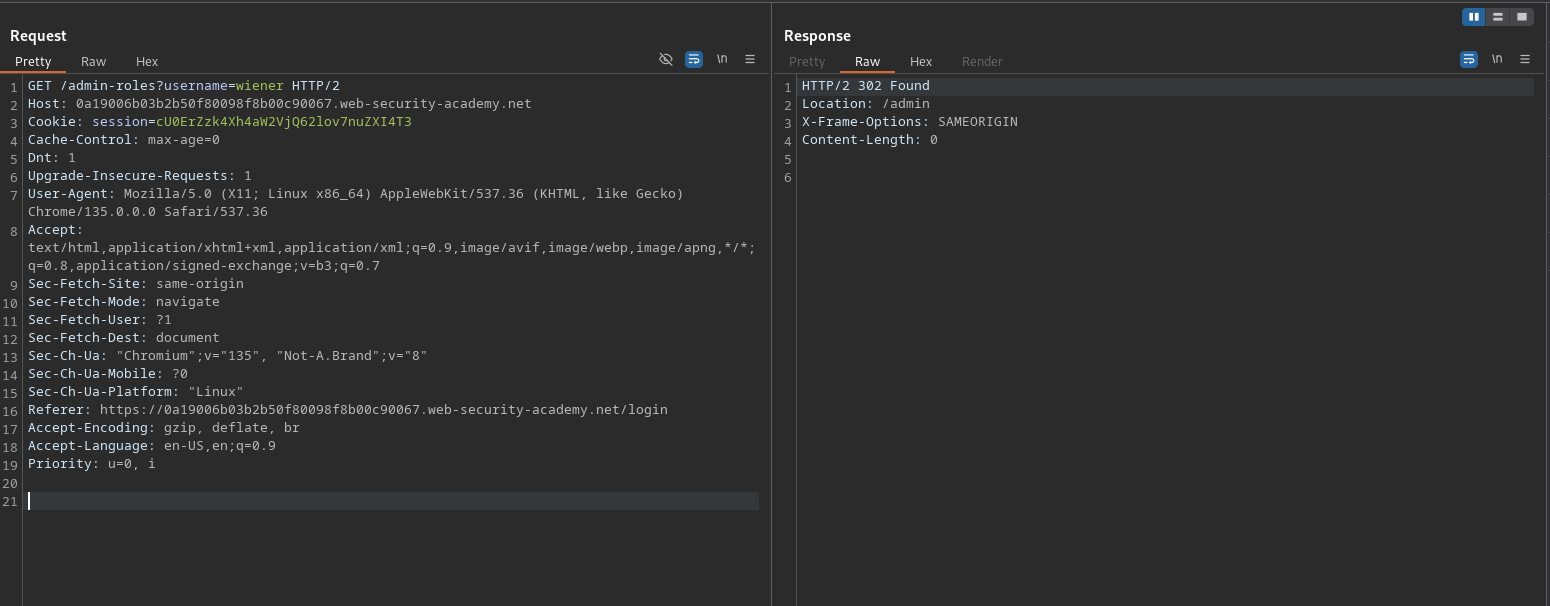 Request
Pretty Raw Hex \n
1 GET /admin-roles?username=wiener HTTP/2
2 Host: 0a19006b03b2b50f80098f8b00c90067.web-security-academy.net
3 Cookie: session=cU0ErZzk4Xh4aW2VjQ62lov7nuZXI4T3
4 Cache-Control: max-age=0
5 Dnt: 1
6 Upgrade-Insecure-Requests: 1
7 User-Agent: Mozilla/5.0 (X11; Linux x86_64) AppleWebKit/537.36 (KHTML, like Gecko)
Chrome/135.0.0.0 Safari/537.36
8 Accept:
text/html,application/xhtml+xml,application/xml;q=0.9,image/avif,image/webp,image/apng,*/*;
q=0.8,application/signed-exchange;v=b3;q=0.7
9 Sec-Fetch-Site: same-origin
10 Sec-Fetch-Mode: navigate
11 Sec-Fetch-User: ?1
12 Sec-Fetch-Dest: document
13 Sec-Ch-Ua: "Chromium";v="135", "Not-A.Brand";v="8"
14 Sec-Ch-Ua-Mobile: ?0
15 Sec-Ch-Ua-Platform: "Linux"
16 Referer: https://0a19006b03b2b50f80098f8b00c90067.web-security-academy.net/login
17 Accept-Encoding: gzip, deflate, br
18 Accept-Language: en-US,en;q=0.9
19 Priority: u=0, i
20
21
Response
Pretty Raw Hex Render \n
1 HTTP/2 302 Found
2 Location: /admin
3 X-Frame-Options: SAMEORIGIN
4 Content-Length: 0
5
6